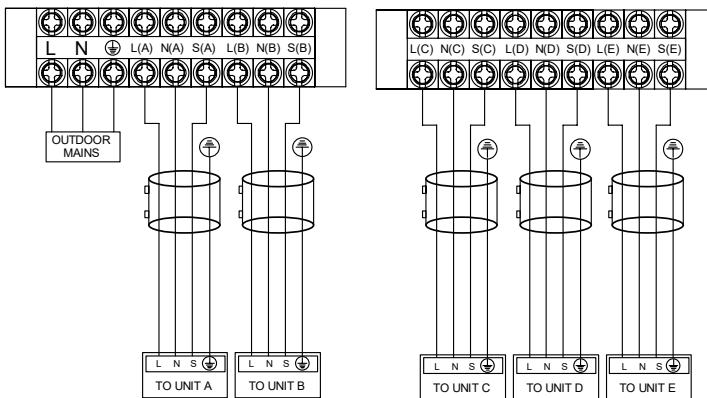 L N L(A) N(A) S(A) L(B) N(B) S(B)
L(C) N(C) S(C) L(D) N(D) S(D) L(E) N(E) S(E)
OUTDOOR
MAINS
L N S
TO UNIT A
L N S
TO UNIT B
L N S
TO UNIT C
L N S
TO UNIT D
L N S
TO UNIT E